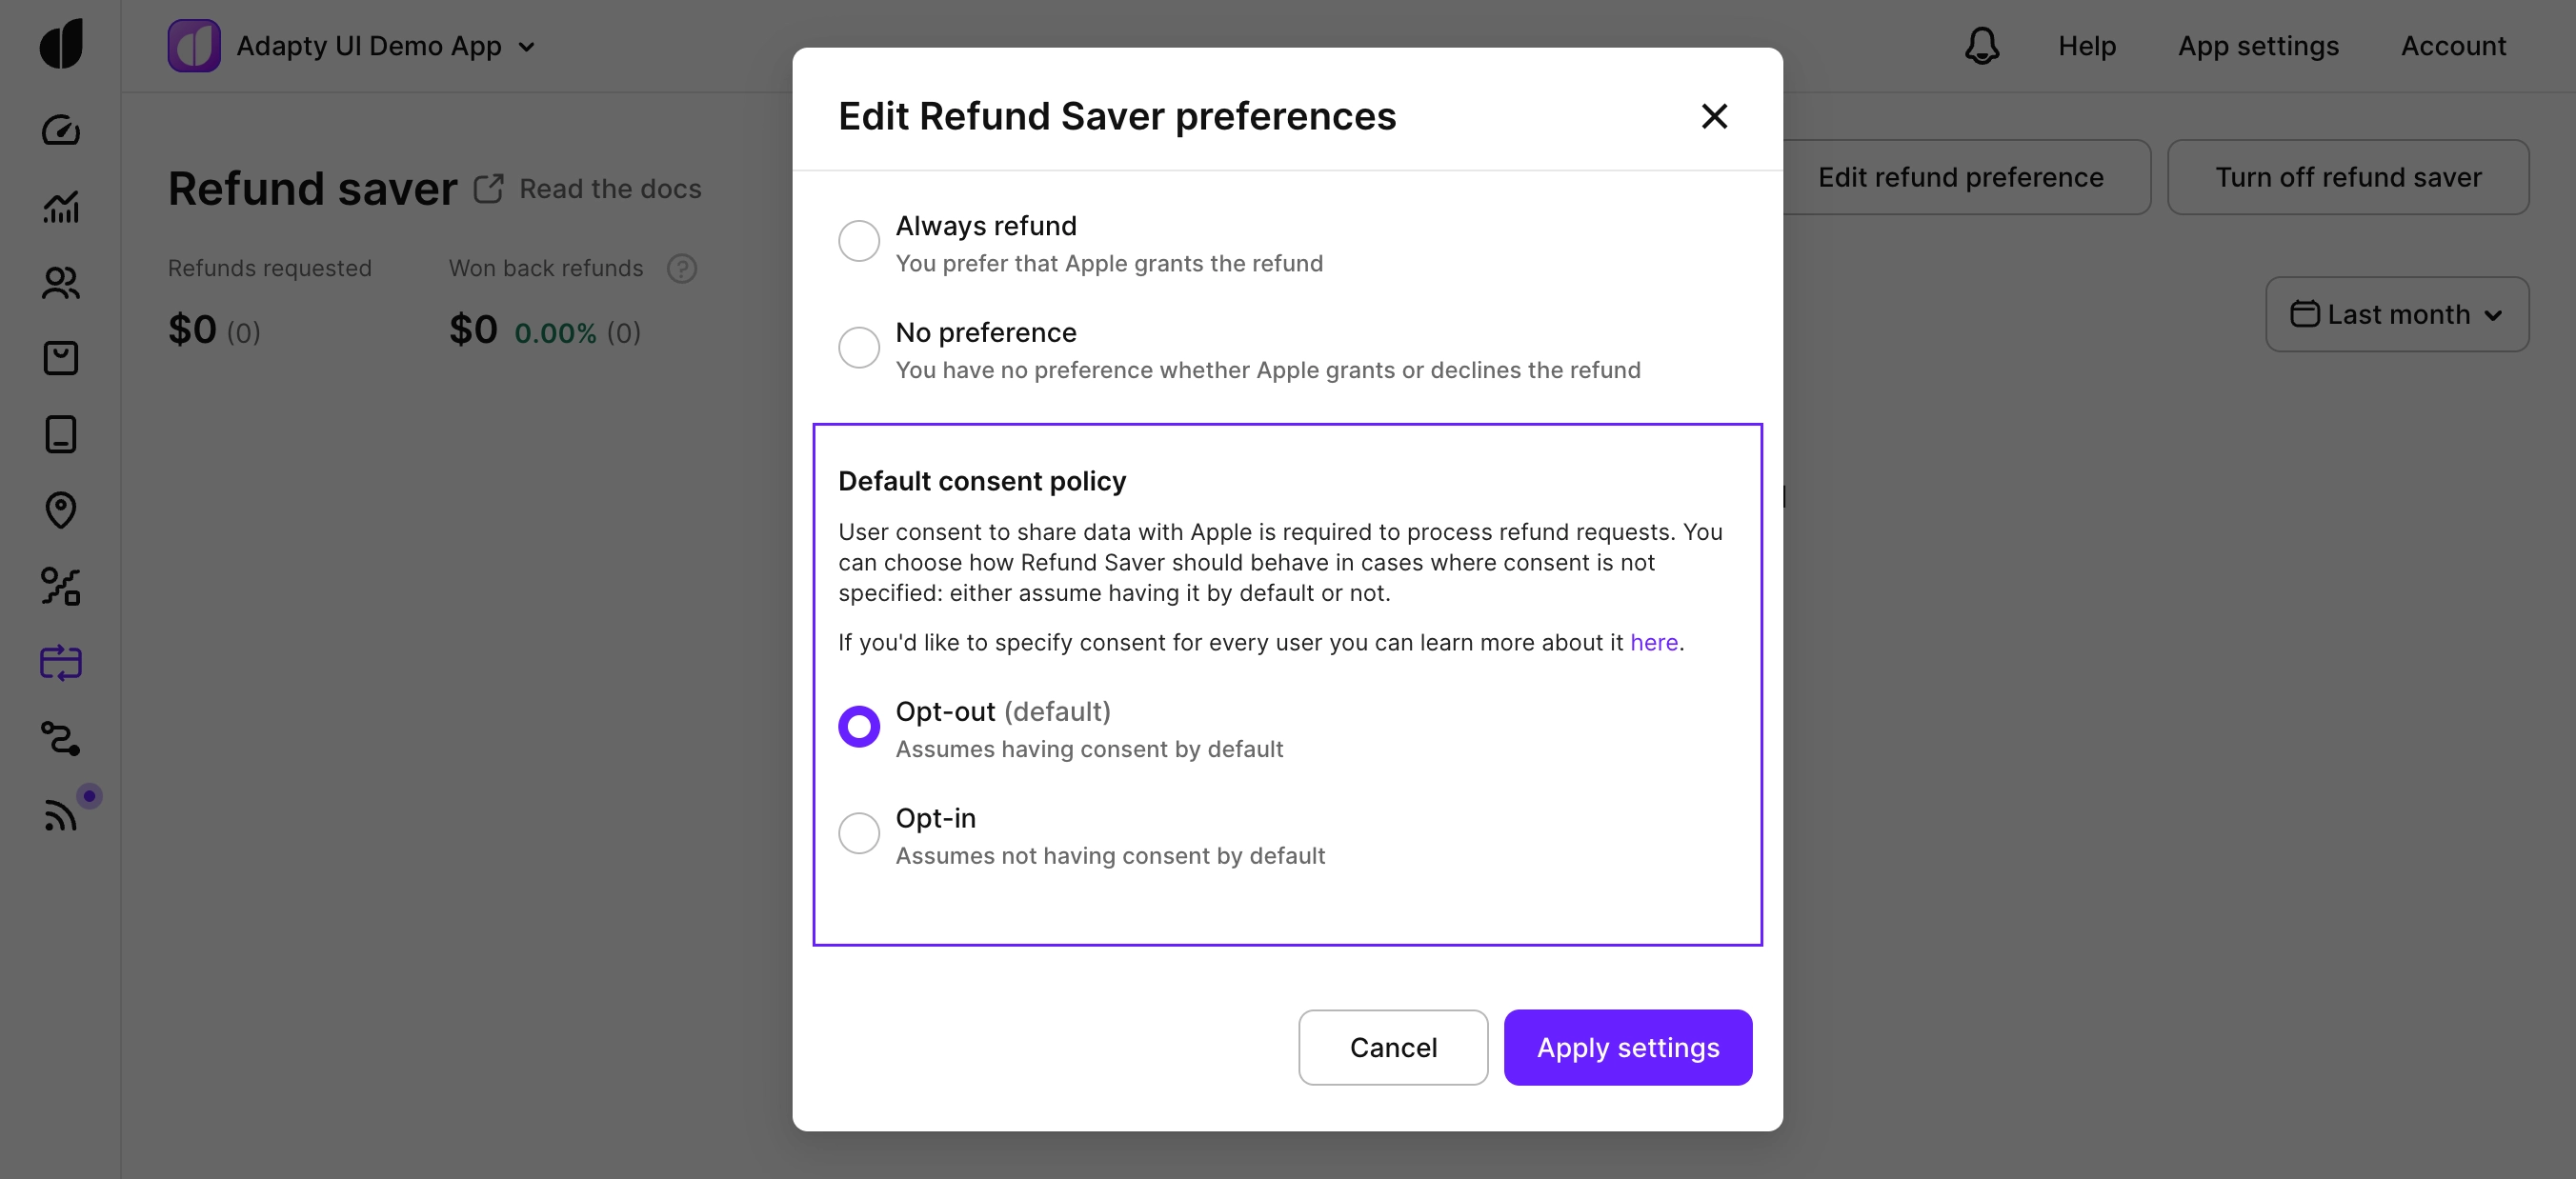 Adapty UI Demo App
Help
App settings
Account
Refund saver
Read the docs
Edit refund preference
Turn off refund saver
Refunds requested
Won back refunds
?
$0 (0)
$0 0.00% (0)
Last month
Edit Refund Saver preferences
Always refund
You prefer that Apple grants the refund
No preference
You have no preference whether Apple grants or declines the refund
Default consent policy
User consent to share data with Apple is required to process refund requests. You
can choose how Refund Saver should behave in cases where consent is not
specified: either assume having it by default or not.
If you'd like to specify consent for every user you can learn more about it here.
Opt-out (default)
Assumes having consent by default
Opt-in
Assumes not having consent by default
Cancel
Apply settings